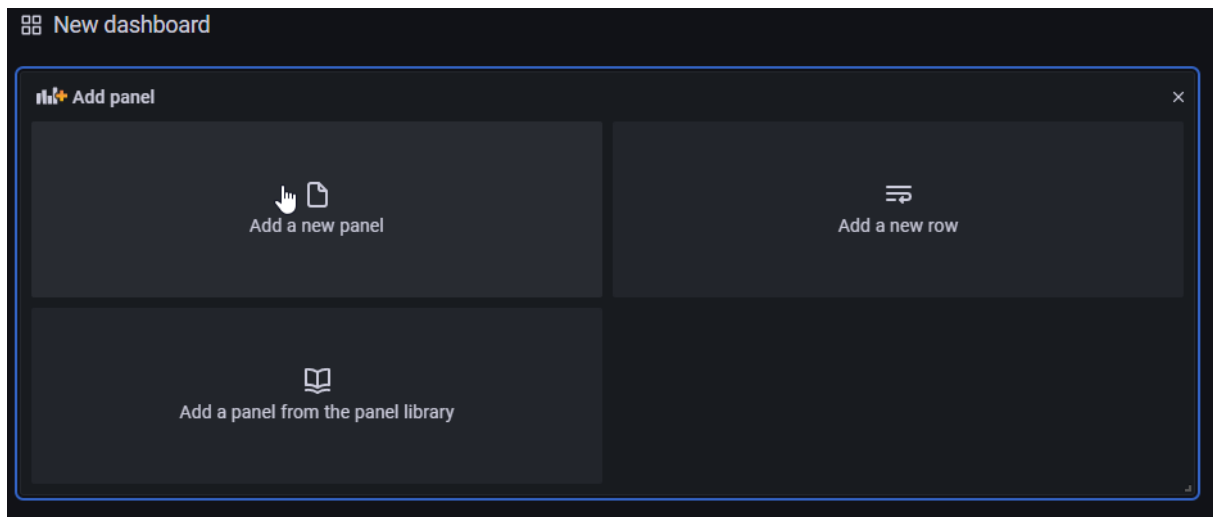 New dashboard
Add panel
Add a new panel
Add a new row
Add a panel from the panel library